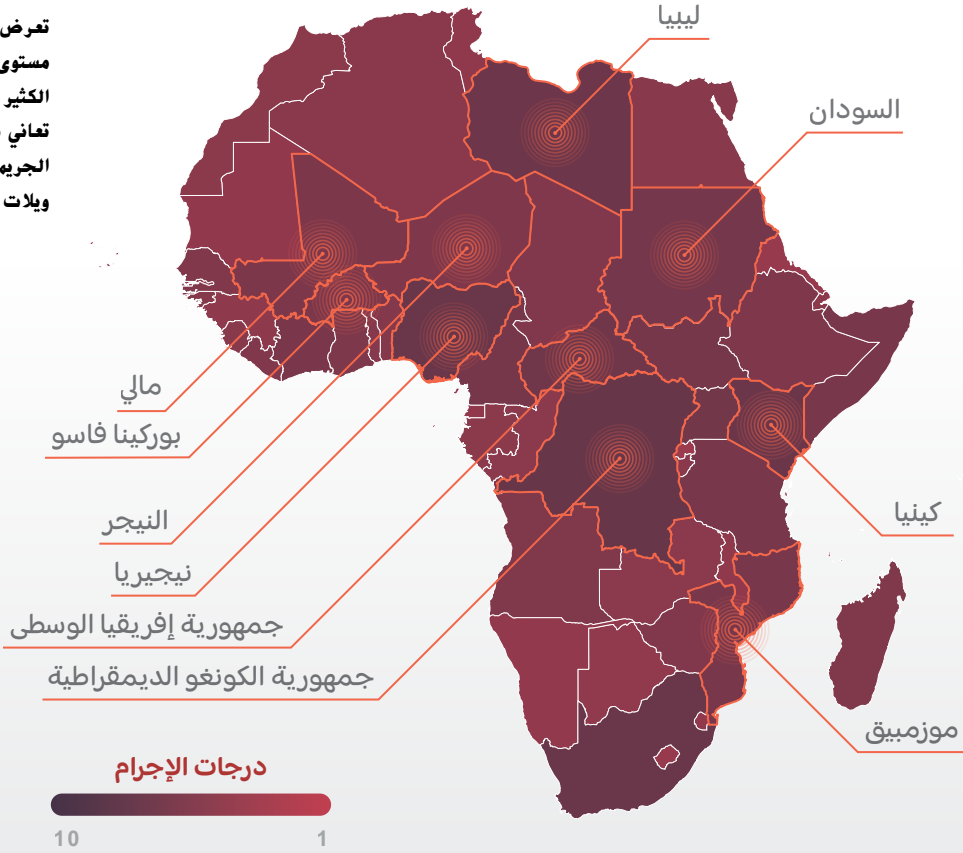 تعرض
مستوى
الكثير
تعاني
الجريم
ويلات
ليبيا
السودان
مالي
بوركينا فاسو
النيجر
كينيا
نيجيريا
جمهورية إفريقيا الوسطى
جمهورية الكونغو الديمقراطية
موزمبيق
درجات الإجرام
10 1